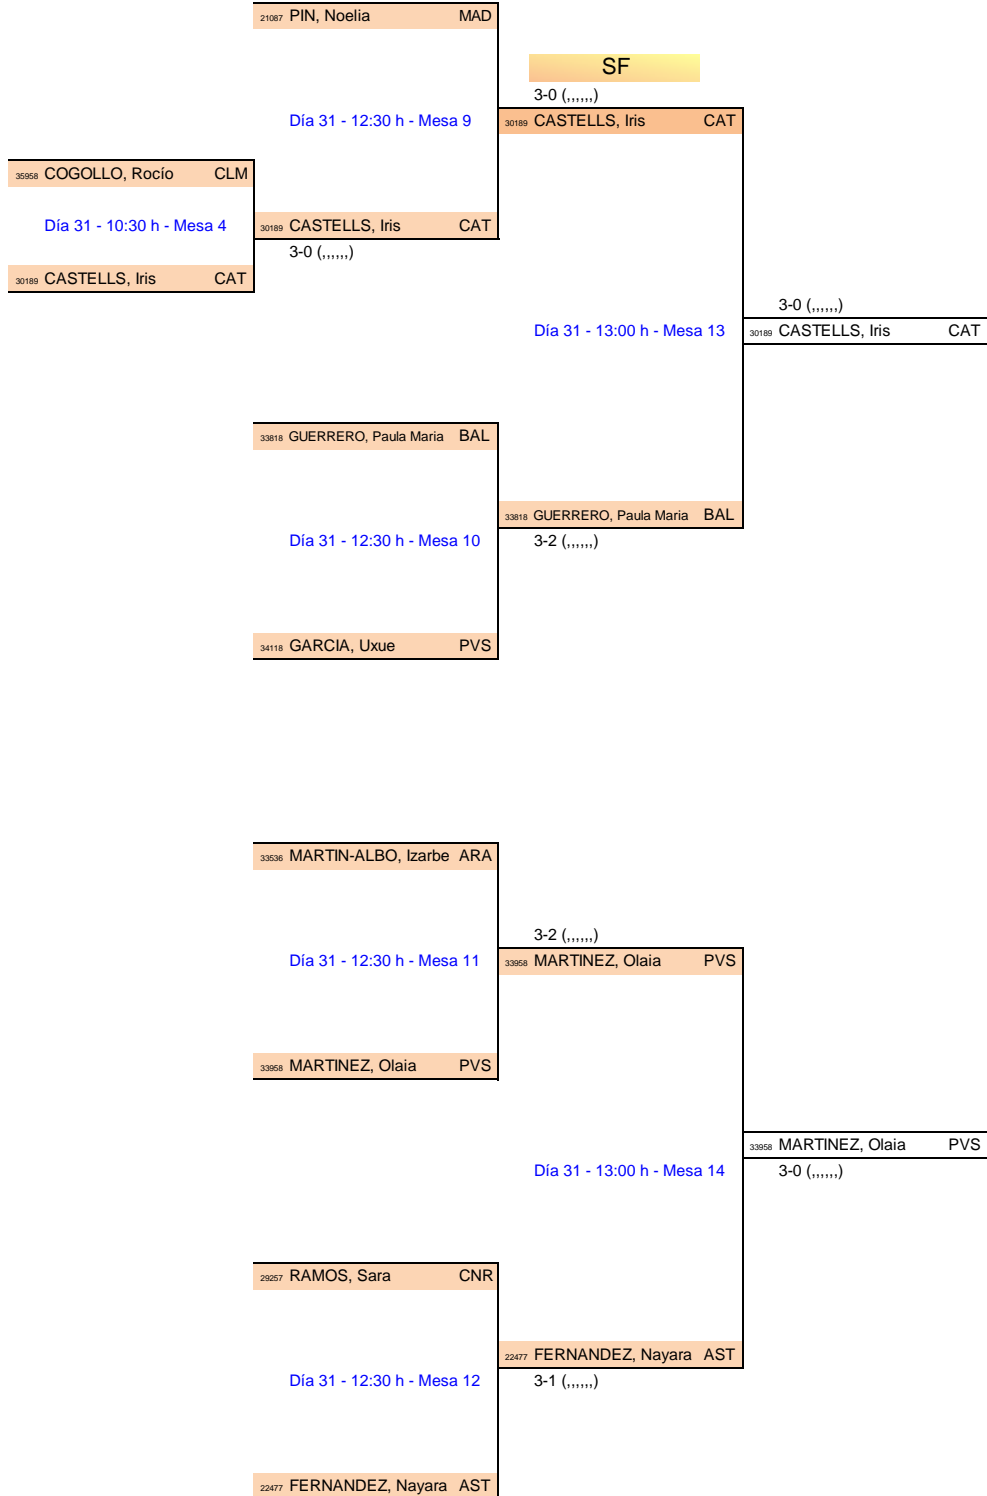 21087 PIN, Noelia MAD
SF
3-0 (,,,,,,)
Día 31 - 12:30 h - Mesa 9
30189 CASTELLS, Iris CAT
35958 COGOLLO, Rocío CLM
Día 31 - 10:30 h - Mesa 4
30189 CASTELLS, Iris CAT
3-0 (,,,,,,)
30189 CASTELLS, Iris CAT
3-0 (,,,,,,)
Día 31 - 13:00 h - Mesa 13
30189 CASTELLS, Iris CAT
33818 GUERRERO, Paula Maria BAL
33818 GUERRERO, Paula Maria BAL
Día 31 - 12:30 h - Mesa 10
3-2 (,,,,,,)
34118 GARCIA, Uxue PVS
33536 MARTIN-ALBO, Izarbe ARA
3-2 (,,,,,,)
Día 31 - 12:30 h - Mesa 11
33958 MARTINEZ, Olaia PVS
33958 MARTINEZ, Olaia PVS
33958 MARTINEZ, Olaia PVS
Día 31 - 13:00 h - Mesa 14
3-0 (,,,,,,)
29257 RAMOS, Sara CNR
22477 FERNANDEZ, Nayara AST
Día 31 - 12:30 h - Mesa 12
3-1 (,,,,,,)
22477 FERNANDEZ, Nayara AST